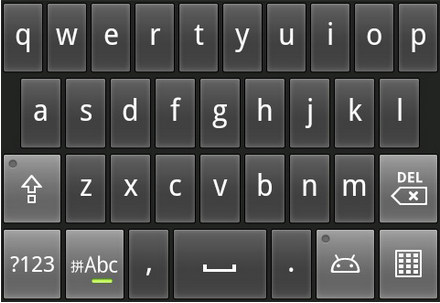 q w e r t y u i o p
a s d f g h j k l
z x c v b n m DEL
?123 #Abc , .